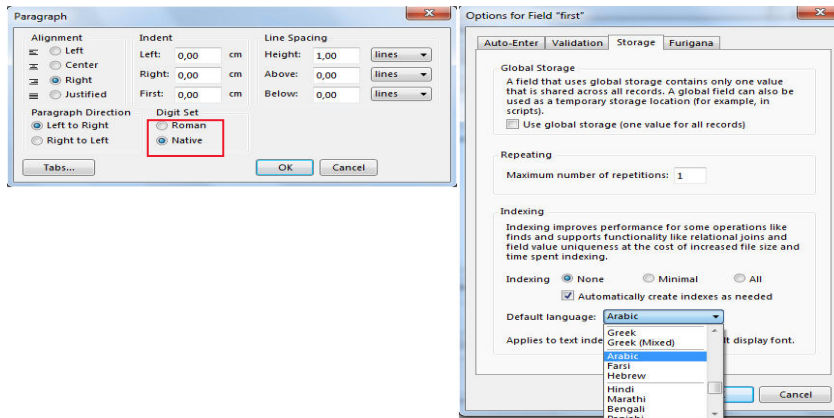 Paragraph
Alignment
Left
Center
Right
Justified
Indent
Left: 0,00 cm
Right: 0,00 cm
First: 0,00 cm
Line Spacing
Height: 1,00 lines
Above: 0,00 lines
Below: 0,00 lines
Paragraph Direction
Left to Right
Right to Left
Digit Set
Roman
Native
Tabs...
OK
Cancel
Options for Field "first"
Auto-Enter Validation Storage Furigana
Global Storage
A field that uses global storage contains only one value
that is shared across all records. A global field can also be
used as a temporary storage location (for example, in
scripts).
Use global storage (one value for all records)
Repeating
Maximum number of repetitions: 1
Indexing
Indexing improves performance for some operations like
finds and supports functionality like relational joins and
field value uniqueness at the cost of increased file size and
time spent indexing.
Indexing None Minimal All
Automatically create indexes as needed
Default language: Arabic
Applies to text t display font.
Greek
Greek (Mixed)
Arabic
Farsi
Hebrew
Hindi
Marathi
Bengali
Cancel